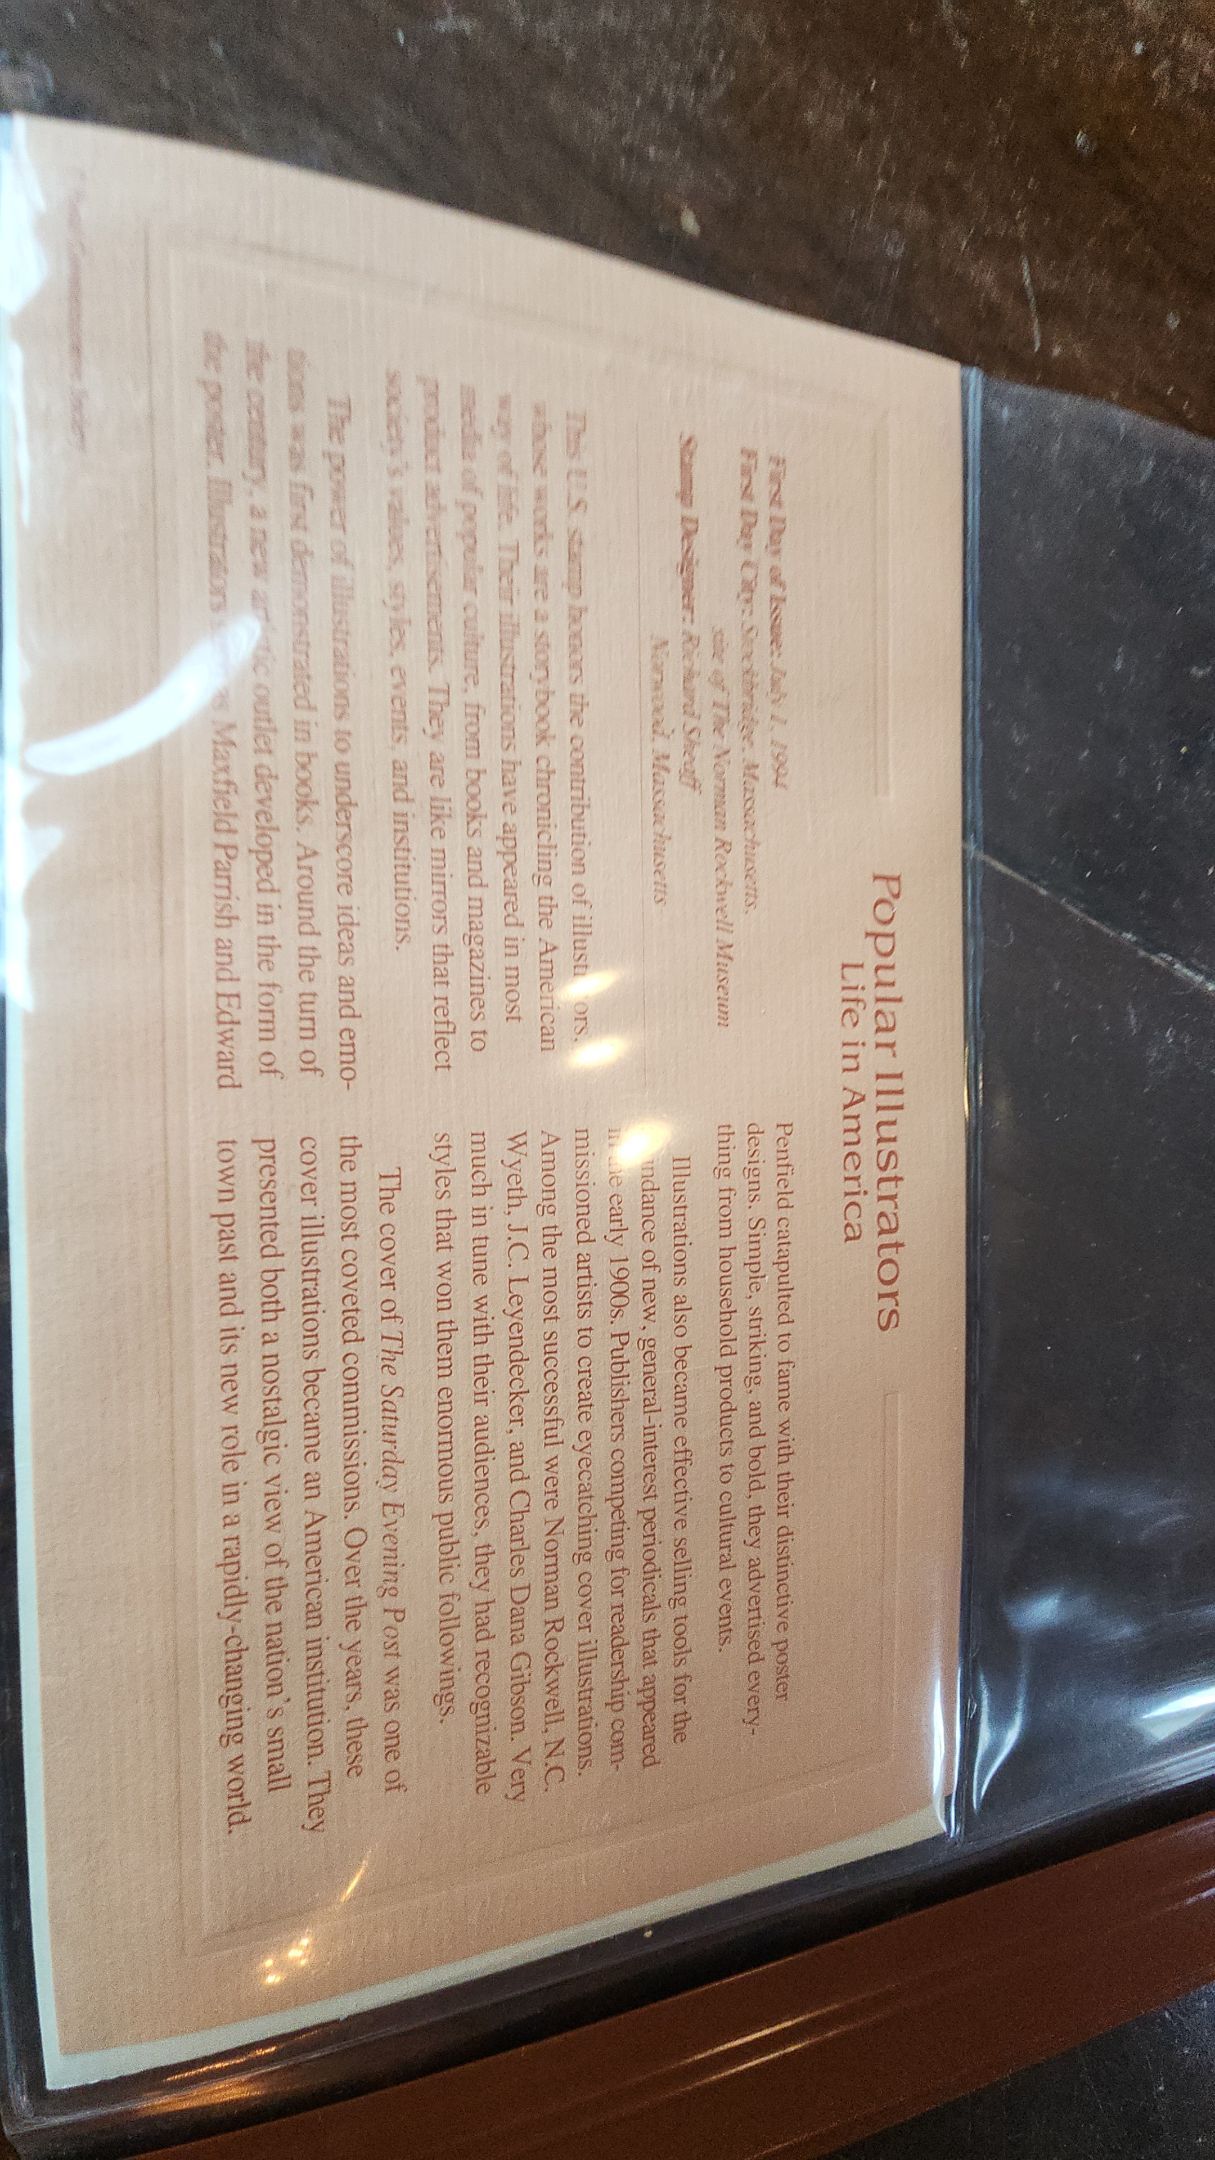 Popular Illustrators
Life in America
First Day of Issue: July 1, 1994
First Day City: Stockbridge, Massachusetts,
site of The Norman Rockwell Museum
Stamp Designer: Richard Sheaff
Norwood, Massachusetts
This U.S. stamp honors the contribution of
whose works are a storybook chronicling the American
way of life. Their illustrations have appeared in most
media of popular culture, from books and magazines to
product advertisements. They are like mirrors that reflect
society's values, styles, events, and institutions.
The power of illustrations to underscore ideas and emo-
tions was first demonstrated in books. Around the turn of
the century, a new outlet developed in the form of
the poster. Illustrators as Maxfield Parrish and Edward
Penfield catapulted to fame with their distinctive poster
designs. Simple, striking, and bold, they advertised every-
thing from household products to cultural events.
Illustrations also became effective selling tools for the
of new, general-interest periodicals that appeared
early 1900s. Publishers competing for readership com-
missioned artists to create eyecatching cover illustrations.
Among the most successful were Norman Rockwell, N.C.
Wyeth, J.C. Leyendecker, and Charles Dana Gibson. Very
much in tune with their audiences, they had recognizable
styles that won them enormous public followings.
The cover of The Saturday Evening Post was one of
the most coveted commissions. Over the years, these
cover illustrations became an American institution. They
presented both a nostalgic view of the nation's small
town past and its new role in a rapidly-changing world.
Society